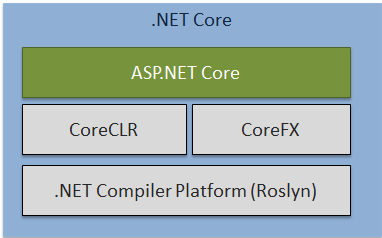 .NET Core
ASP.NET Core
CoreCLR
CoreFX
.NET Compiler Platform (Roslyn)